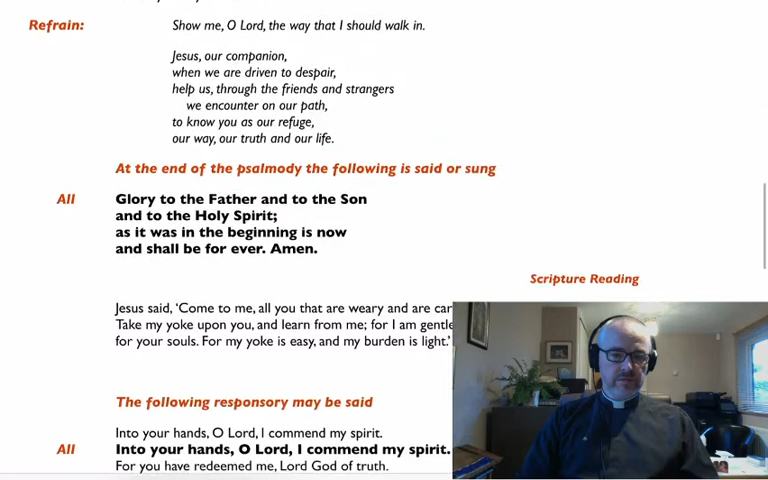 Refrain: Show me, O Lord, the way that I should walk in.
Jesus, our companion,
when we are driven to despair,
help us, through the friends and strangers
we encounter on our path,
to know you as our refuge,
our way, our truth and our life.
At the end of the psalmody the following is said or sung
All Glory to the Father and to the Son
and to the Holy Spirit;
as it was in the beginning is now
and shall be for ever. Amen.
Scripture Reading
Jesus said, ‘Come to me, all you that are weary and are car
Take my yoke upon you, and learn from me; for I am gentle
for your souls. For my yoke is easy, and my burden is light.’
The following responsory may be said
Into your hands, O Lord, I commend my spirit.
All Into your hands, O Lord, I commend my spirit.
For you have redeemed me, Lord God of truth.